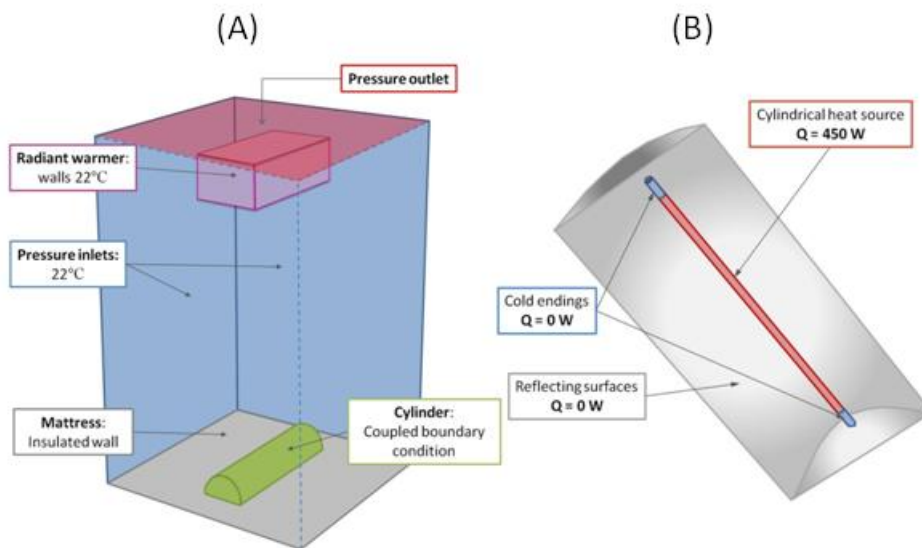 (A)
(B)
Pressure outlet
Radiant warmer:
walls 22℃
Pressure inlets:
22℃
Mattress:
Insulated wall
Cylinder:
Coupled boundary
condition
Cylindrical heat source
Q = 450 W
Cold endings
Q = 0 W
Reflecting surfaces
Q = 0 W